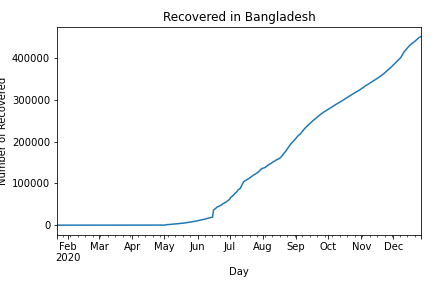 Recovered in Bangladesh
Number of Recovered
400000
300000
200000
100000
0
Feb Mar Apr May Jun Jul Aug Sep Oct Nov Dec
2020
Day